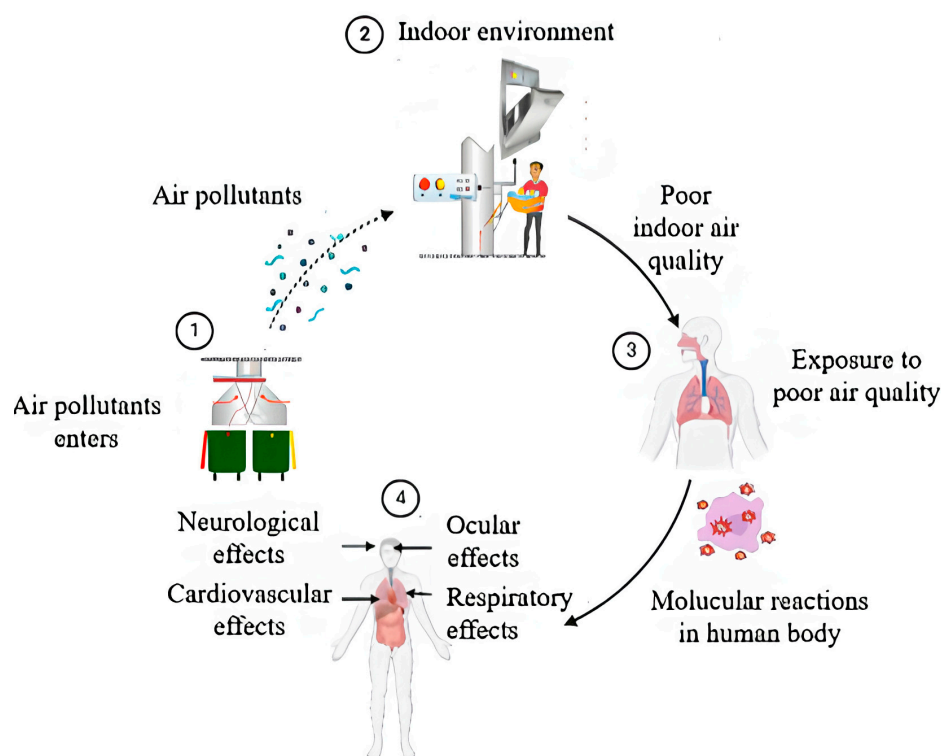 2 Indoor environment
Air pollutants
Poor
indoor air
quality
1
3
Air pollutants
enters
Exposure to
poor air quality
4
Neurological
effects
Ocular
effects
Cardiovascular
effects
Respiratory
effects
Molucular reactions
in human body